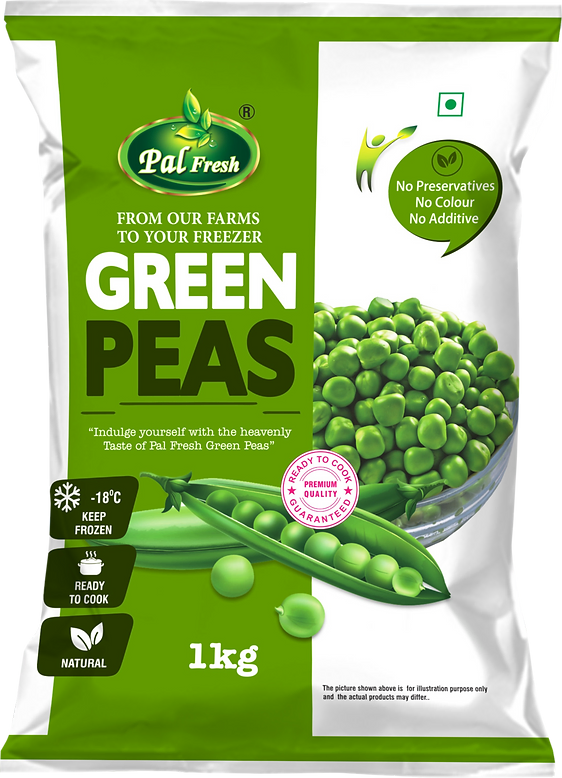 Pal Fresh ®
FROM OUR FARMS
TO YOUR FREEZER
GREEN
PEAS
“Indulge yourself with the heavenly
Taste of Pal Fresh Green Peas”
No Preservatives
No Colour
No Additive
READY TO COOK
PREMIUM
QUALITY
GUARANTEED
-18⁰C
KEEP
FROZEN
READY
TO COOK
NATURAL
1kg
The picture shown above is for illustration purpose only
and the actual products may differ..